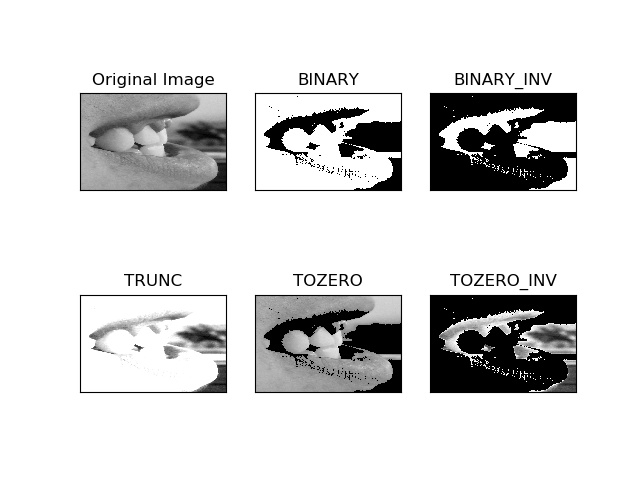 Original Image
BINARY
BINARY_INV
TRUNC
TOZERO
TOZERO_INV